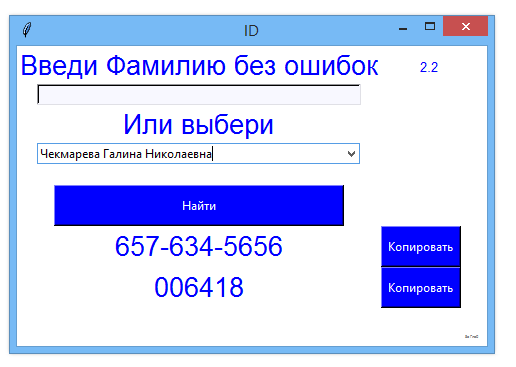 ID
Введи Фамилию без ошибок
2.2
Или выбери
Чекмарева Галина Николаевна
Найти
657-634-5656
Копировать
006418
Копировать